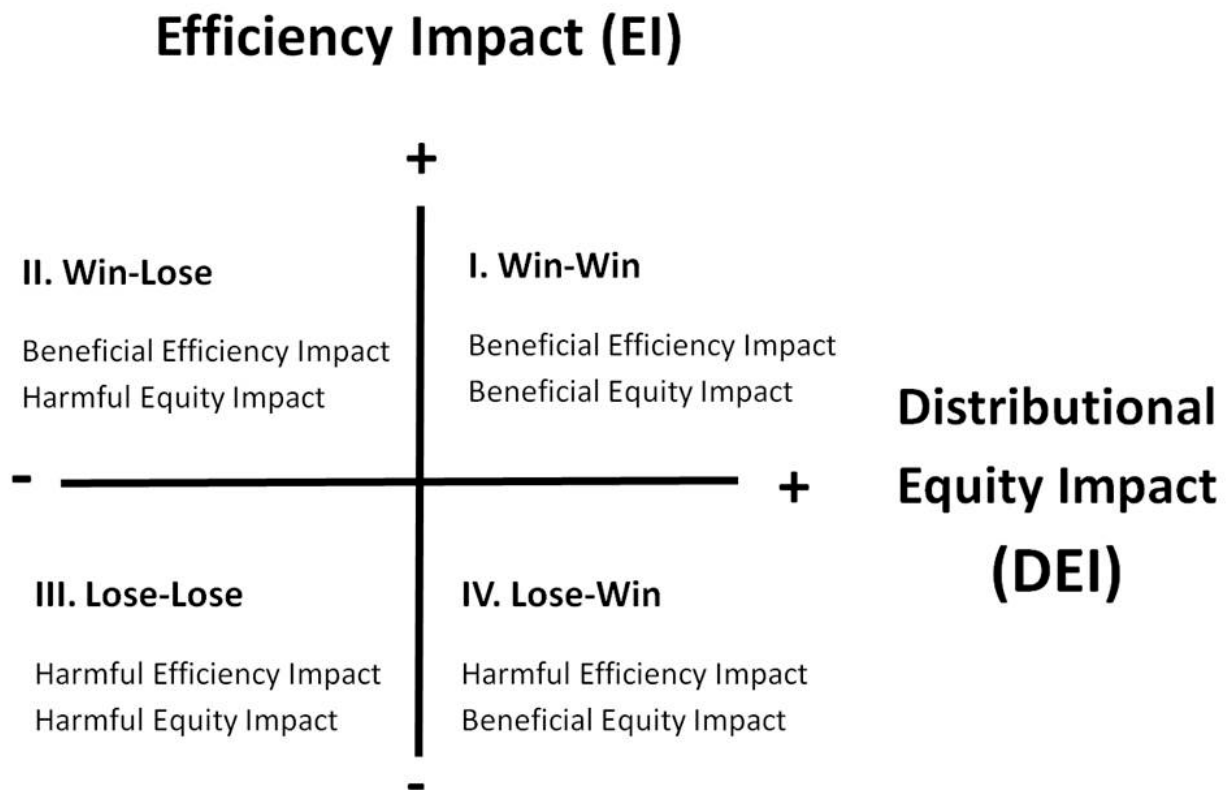 Efficiency Impact (EI)
+
II. Win-Lose
Beneficial Efficiency Impact
Harmful Equity Impact
I. Win-Win
Beneficial Efficiency Impact
Beneficial Equity Impact
-
+
Distributional
Equity Impact
(DEI)
III. Lose-Lose
Harmful Efficiency Impact
Harmful Equity Impact
IV. Lose-Win
Harmful Efficiency Impact
Beneficial Equity Impact
-